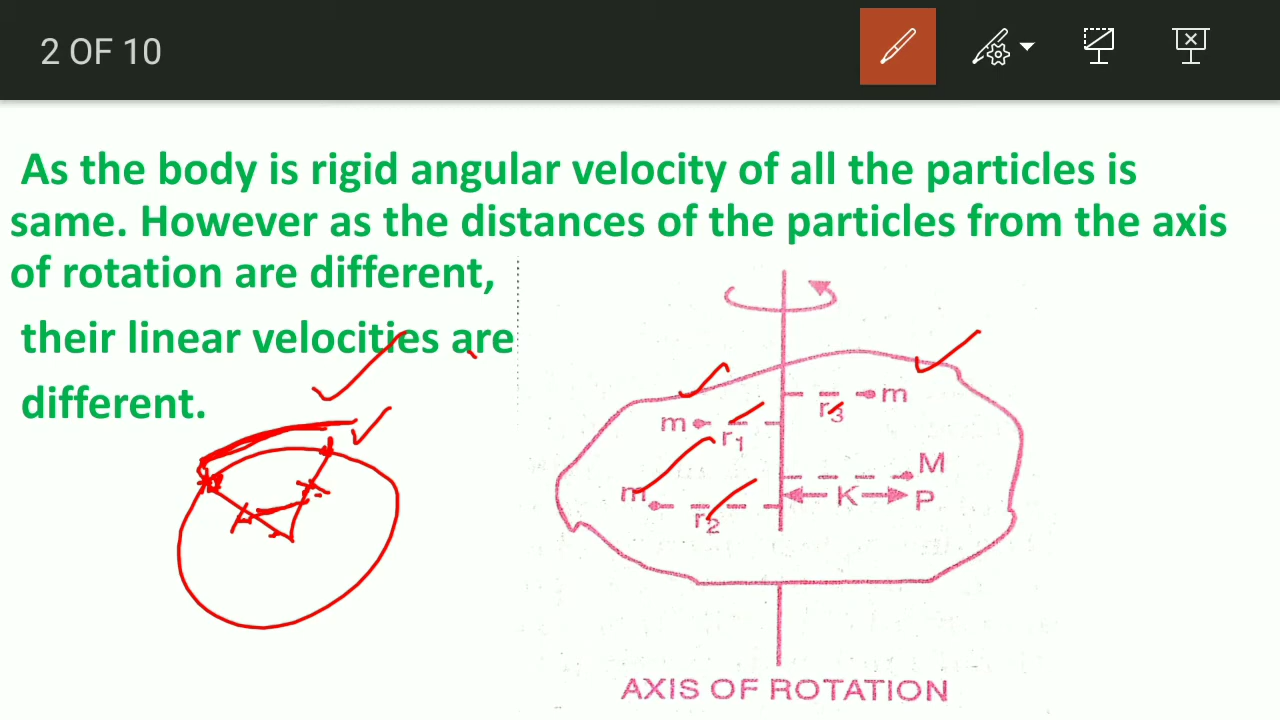 2 OF 10
As the body is rigid angular velocity of all the particles is
same. However as the distances of the particles from the axis
of rotation are different,
their linear velocities are
different.
r3 m
m r1
M
m r2
K P
AXIS OF ROTATION